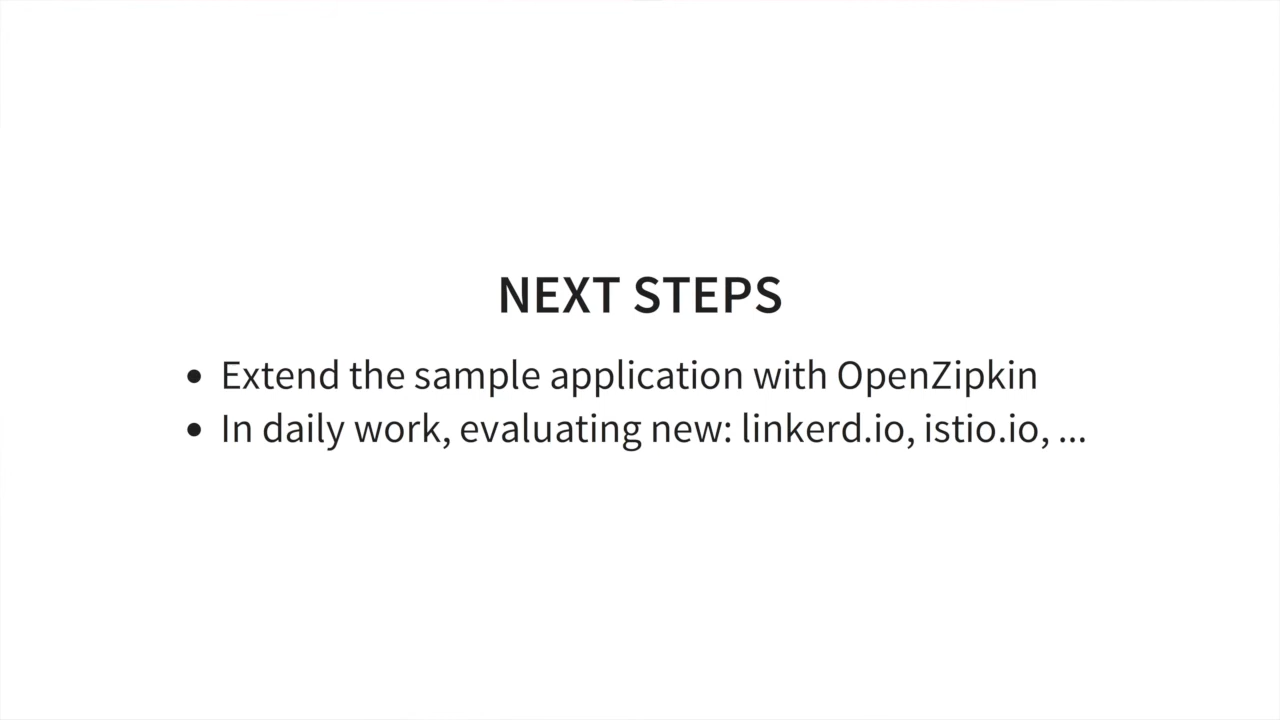 NEXT STEPS
• Extend the sample application with OpenZipkin
• In daily work, evaluating new: linkerd.io, istio.io, ...